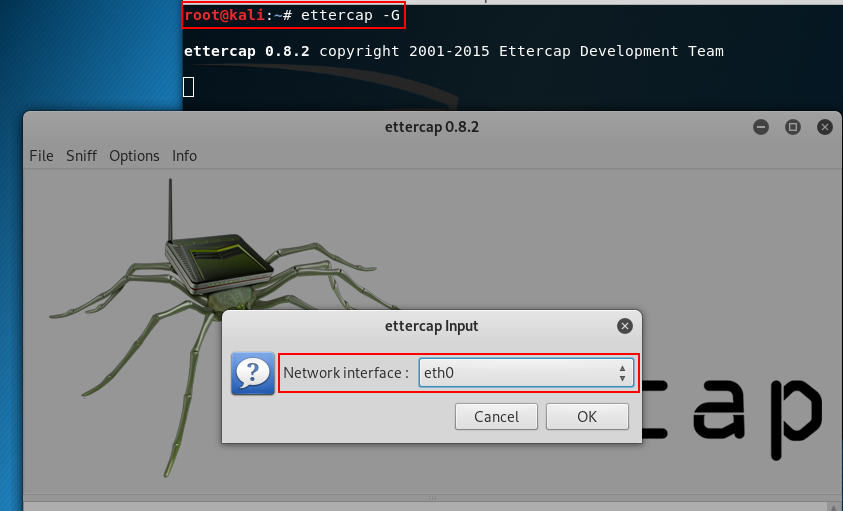 root@kali:~# ettercap -G
ettercap 0.8.2 copyright 2001-2015 Ettercap Development Team
ettercap 0.8.2
File Sniff Options Info
ettercap Input
Network interface : eth0
Cancel OK
cap